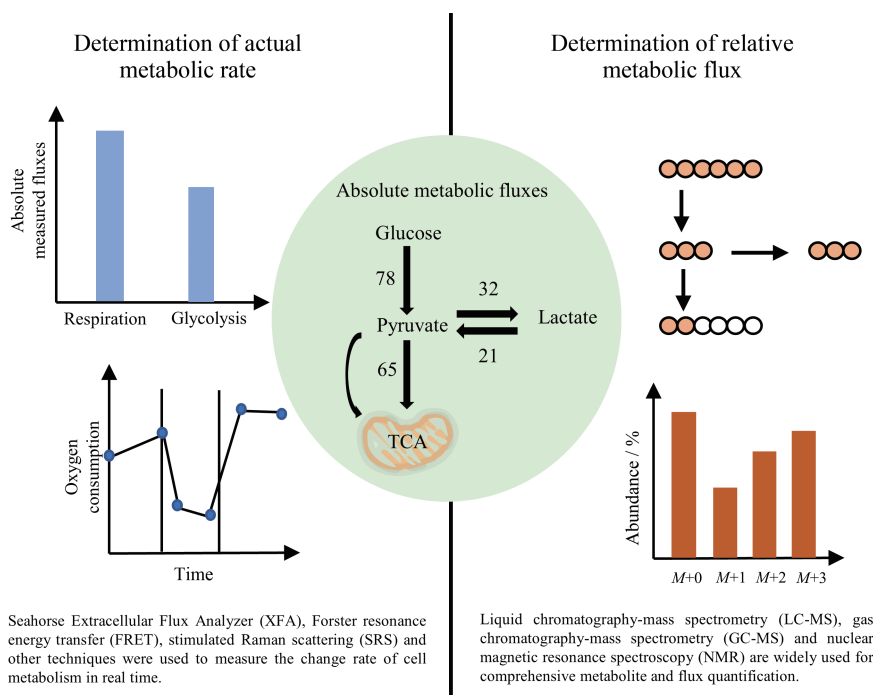 Determination of actual
metabolic rate
Absolute
measured fluxes
Respiration
Glycolysis
Oxygen
consumption
Time
Seahorse Extracellular Flux Analyzer (XFA), Forster resonance
energy transfer (FRET), stimulated Raman scattering (SRS) and
other techniques were used to measure the change rate of cell
metabolism in real time.
Absolute metabolic fluxes
Glucose
78
Pyruvate
32
21
Lactate
65
TCA
Determination of relative
metabolic flux
Abundance / %
M+0
M+1
M+2
M+3
Liquid chromatography-mass spectrometry (LC-MS), gas
chromatography-mass spectrometry (GC-MS) and nuclear
magnetic resonance spectroscopy (NMR) are widely used for
comprehensive metabolite and flux quantification.